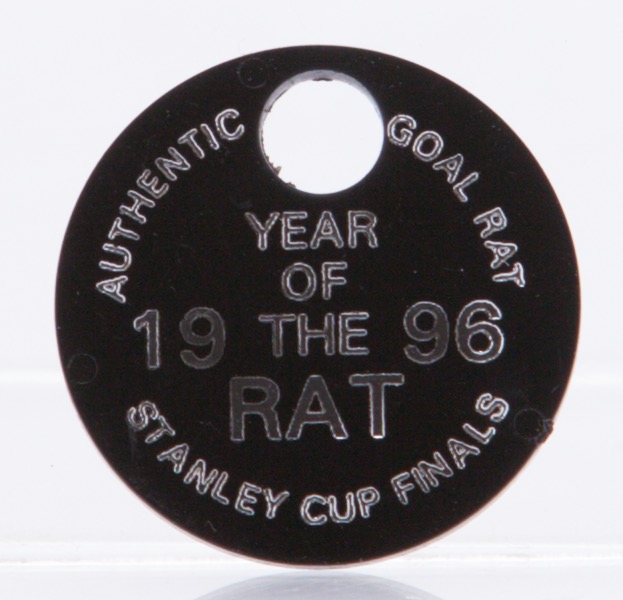 AUTHENTIC GOAL RAT
YEAR
OF
19 THE 96
RAT
STANLEY CUP FINALS